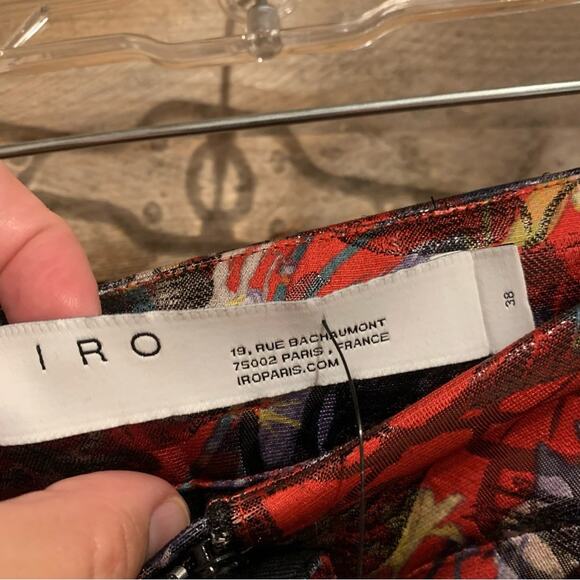 IRO
19, RUE BACHAUMONT
75002 PARIS, FRANCE
IROPARIS.COM
38